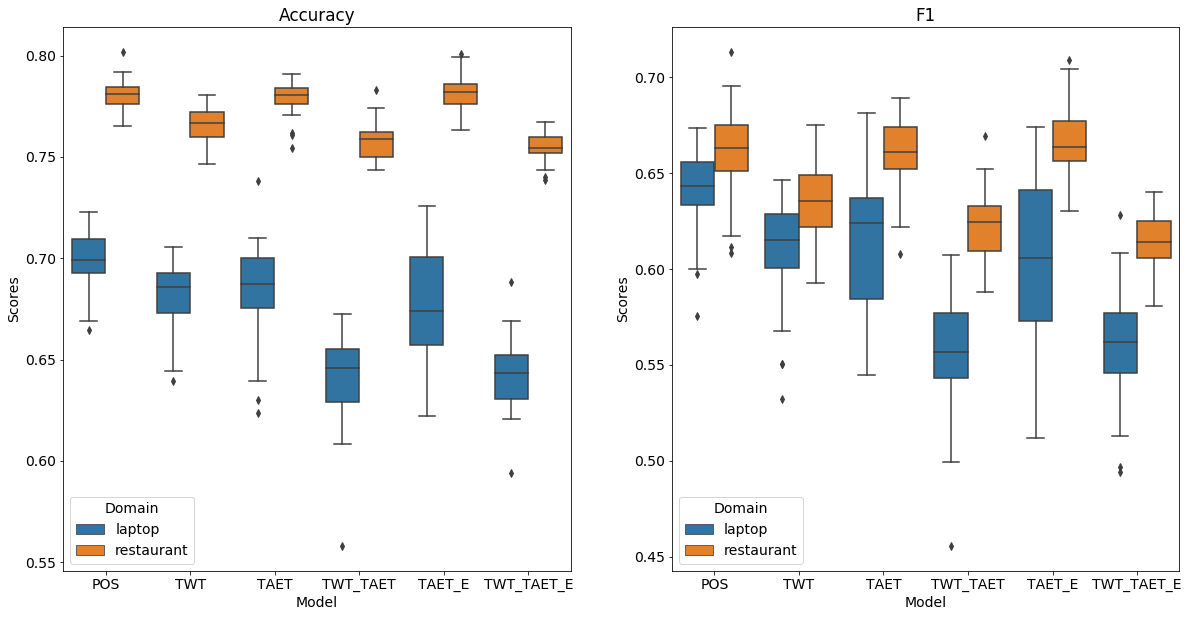 Accuracy
Scores
0.80
0.75
0.70
0.65
0.60
0.55
Domain
laptop
restaurant
POS TWT TAET TWT_TAET TAET_E TWT_TAET_E
Model
F1
Scores
0.70
0.65
0.60
0.55
0.50
0.45
Domain
laptop
restaurant
POS TWT TAET TWT_TAET TAET_E TWT_TAET_E
Model